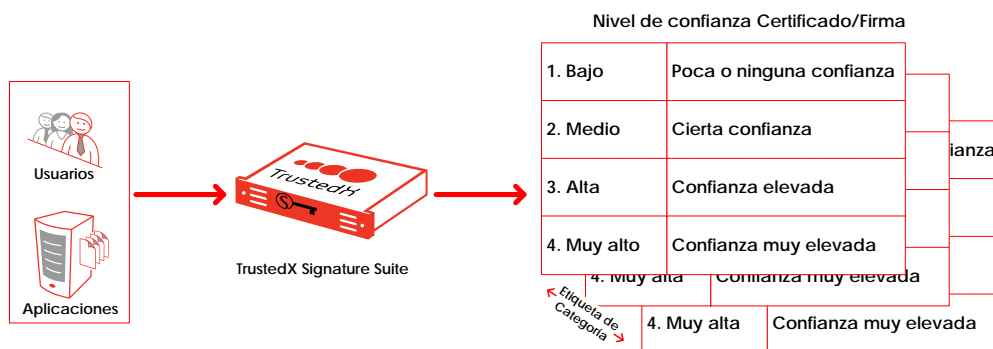 Nivel de confianza Certificado/Firma
1. Bajo Poca o ninguna confianza
2. Medio Cierta confianza
3. Alta Confianza elevada
4. Muy alto Confianza muy elevada
4. Muy alta Confianza muy elevada
4. Muy alta Confianza muy elevada
ianza
Etiqueta de
Categoría
Usuarios
Aplicaciones
TrustedX
S
TrustedX Signature Suite